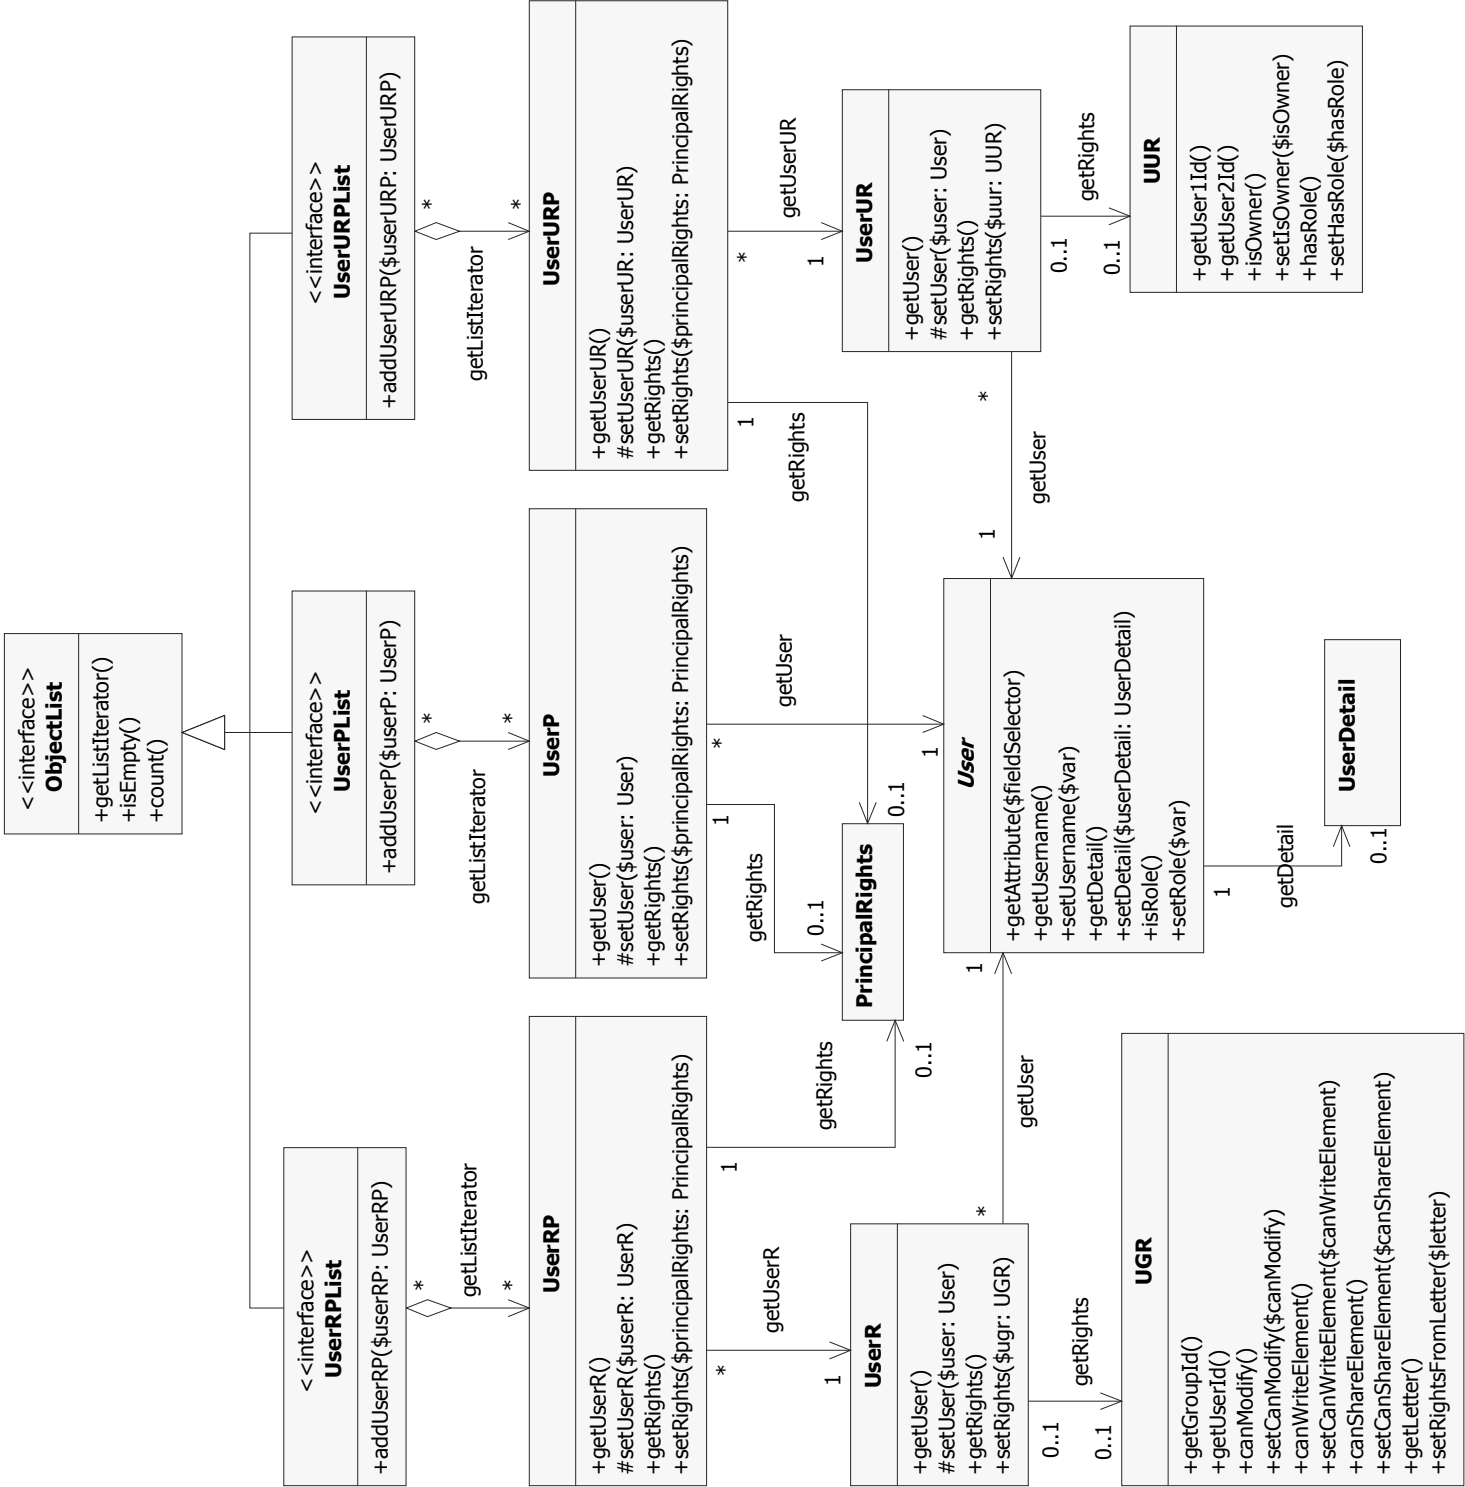 <<interface>>
ObjectList
+getListIterator()
+isEmpty()
+count()
<<interface>>
UserRPList
+addUserRP($userRP: UserRP)
<<interface>>
UserPList
+addUserP($userP: UserP)
<<interface>>
UserURPList
+addUserURP($userURP: UserURP)
*
getListIterator
*
*
getListIterator
*
*
getListIterator
*
UserRP
+getUserR()
#setUserR($userR: UserR)
+getRights()
+setRights($principalRights: PrincipalRights)
UserP
+getUser()
#setUser($user: User)
+getRights()
+setRights($principalRights: PrincipalRights)
UserURP
+getUserUR()
#setUserUR($userUR: UserUR)
+getRights()
+setRights($principalRights: PrincipalRights)
*
getUserR
1
1
getRights
0..1
1
getRights
0..1
*
getUser
1
1
getRights
0..1
*
getUserUR
1
UserR
+getUser()
#setUser($user: User)
+getRights()
+setRights($ugr: UGR)
PrincipalRights
UserUR
+getUser()
#setUser($user: User)
+getRights()
+setRights($uur: UUR)
*
getUser
1
*
getUser
1
User
+getAttribute($fieldSelector)
+getUsername()
+setUsername($var)
+getDetail()
+setDetail($userDetail: UserDetail)
+isRole()
+setRole($var)
0..1
getRights
0..1
0..1
getRights
0..1
UGR
+getGroupId()
+getUserId()
+canModify()
+setCanModify($canModify)
+canWriteElement()
+setCanWriteElement($canWriteElement)
+canShareElement()
+setCanShareElement($canShareElement)
+getLetter()
+setRightsFromLetter($letter)
UUR
+getUser1Id()
+getUser2Id()
+isOwner()
+setIsOwner($isOwner)
+hasRole()
+setHasRole($hasRole)
1
getDetail
0..1
UserDetail